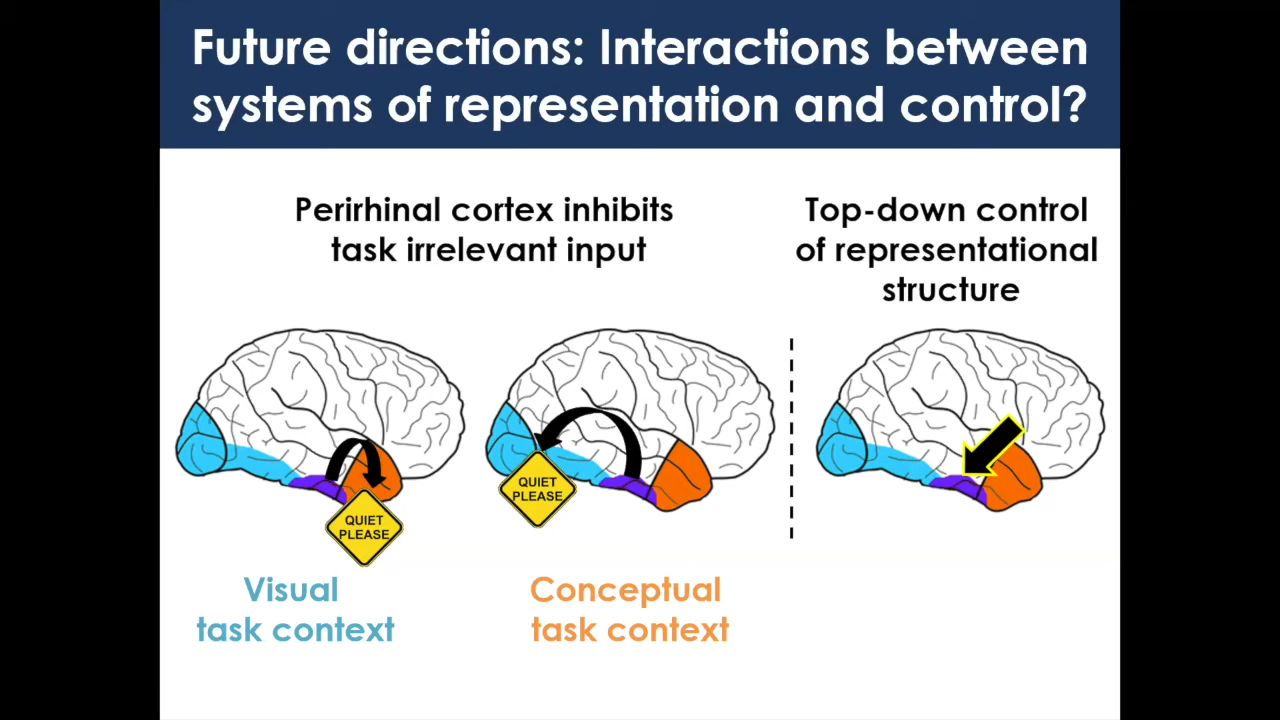 Future directions: Interactions between
systems of representation and control?
Perirhinal cortex inhibits
task irrelevant input
Top-down control
of representational
structure
QUIET
PLEASE
QUIET
PLEASE
Visual
task context
Conceptual
task context